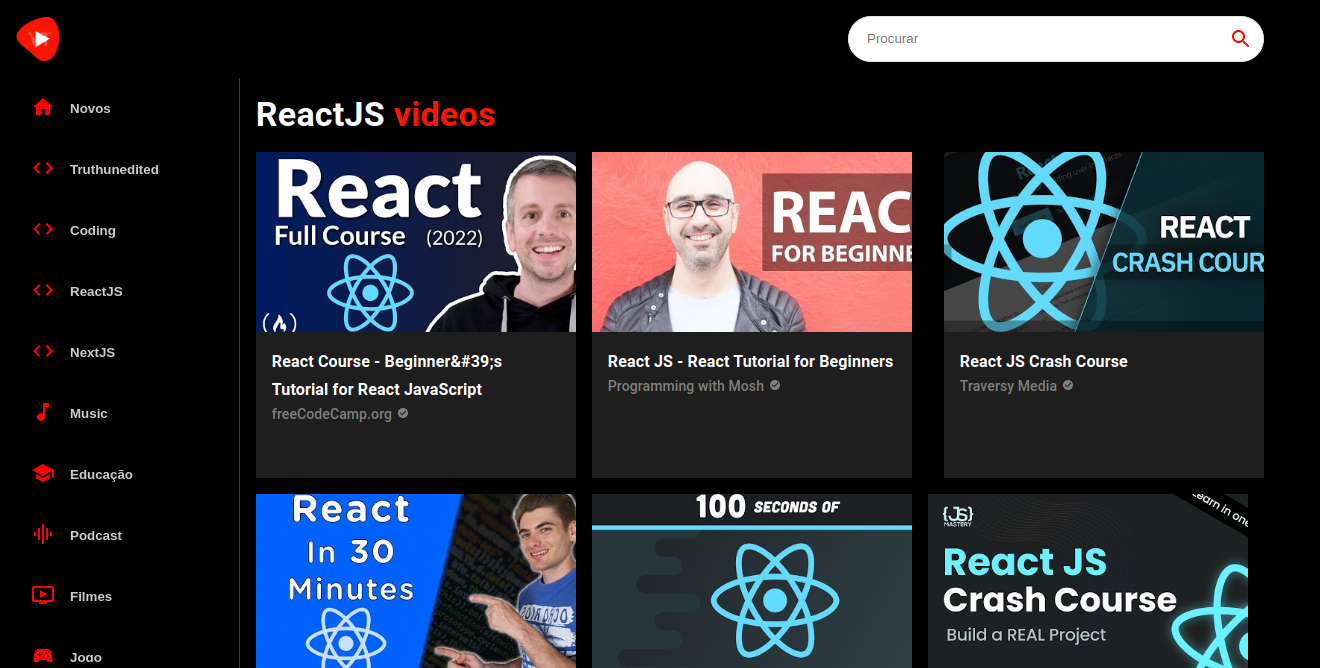 Procurar
Novos
Truthunedited
Coding
ReactJS
NextJS
Music
Educação
Podcast
Filmes
Jogo
ReactJS videos
React
Full Course (2022)
REAC
FOR BEGINNE
REACT
CRASH COUR
React Course - Beginner&#39;s
Tutorial for React JavaScript
freeCodeCamp.org
React JS - React Tutorial for Beginners
Programming with Mosh
React JS Crash Course
Traversy Media
React
In 30
Minutes
100 SECONDS OF
{JS}
MASTERY
Learn in one
React JS
Crash Course
Build a REAL Project